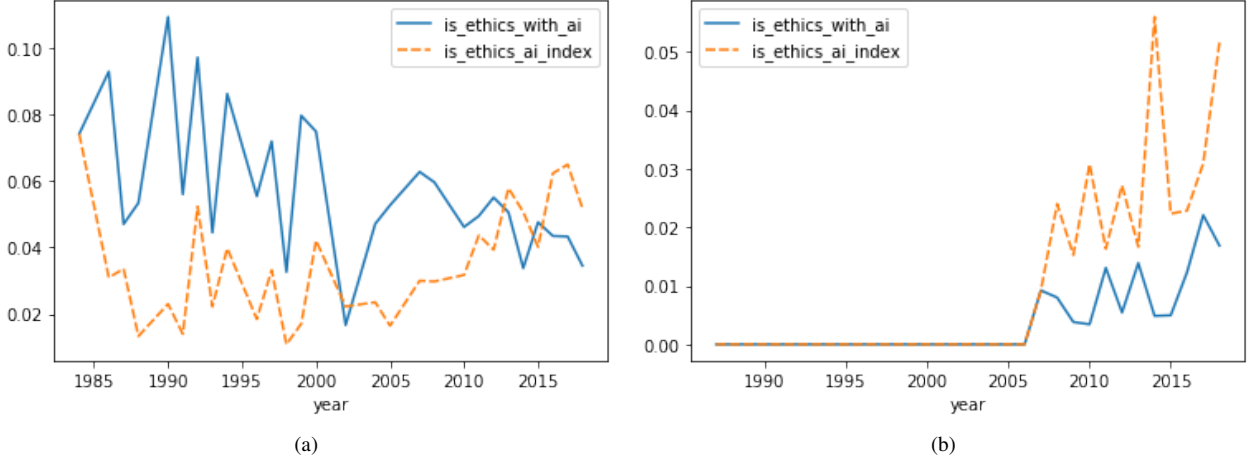 is_ethics_with_ai
is_ethics_ai_index
0.10
0.08
0.06
0.04
0.02
1985 1990 1995 2000 2005 2010 2015
year
(a)
is_ethics_with_ai
is_ethics_ai_index
0.05
0.04
0.03
0.02
0.01
0.00
1990 1995 2000 2005 2010 2015
year
(b)